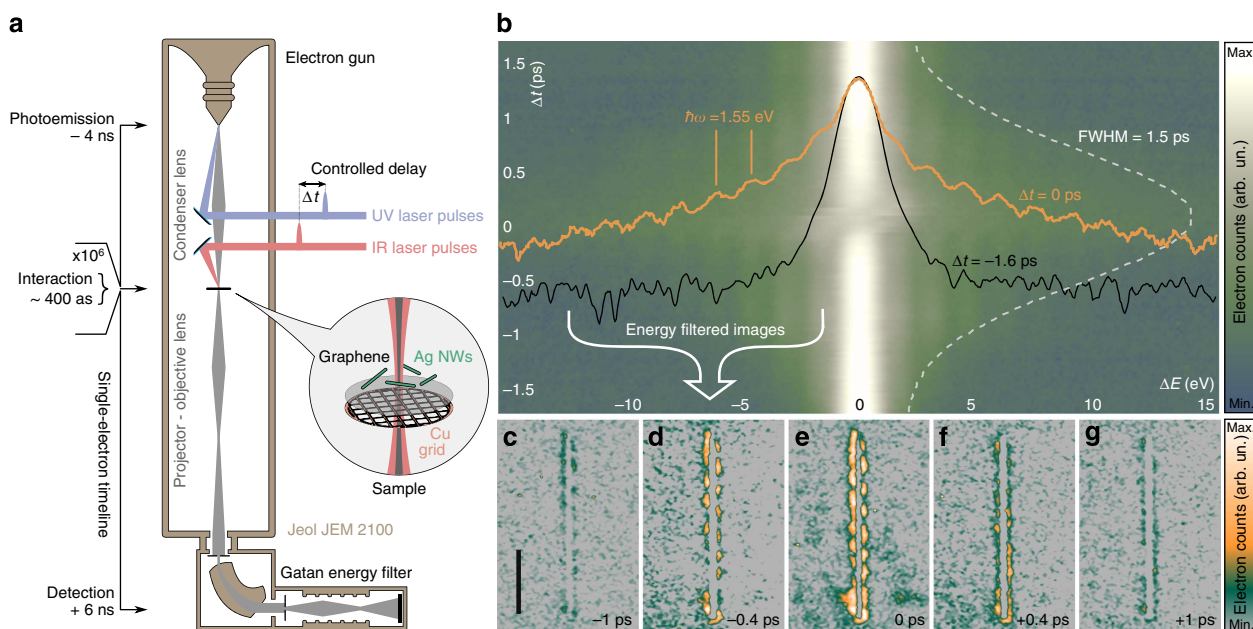 a
Electron gun
Photoemission
– 4 ns
Condenser lens
Controlled delay
Δt
UV laser pulses
IR laser pulses
x10⁶
Interaction
~ 400 as
Projector - objective lens
Single-electron timeline
Graphene
Ag NWs
Cu
grid
Sample
Jeol JEM 2100
Gatan energy filter
Detection
+ 6 ns
b
Δt (ps)
1.5
1
0.5
0
–0.5
–1
–1.5
ħω =1.55 eV
FWHM = 1.5 ps
Δt = 0 ps
Δt = –1.6 ps
Energy filtered images
ΔE (eV)
–10
–5
0
5
10
15
Max.
Electron counts (arb. un.)
Min.
c
–1 ps
d
–0.4 ps
e
0 ps
f
+0.4 ps
g
+1 ps
Max.
Electron counts (arb. un.)
Min.